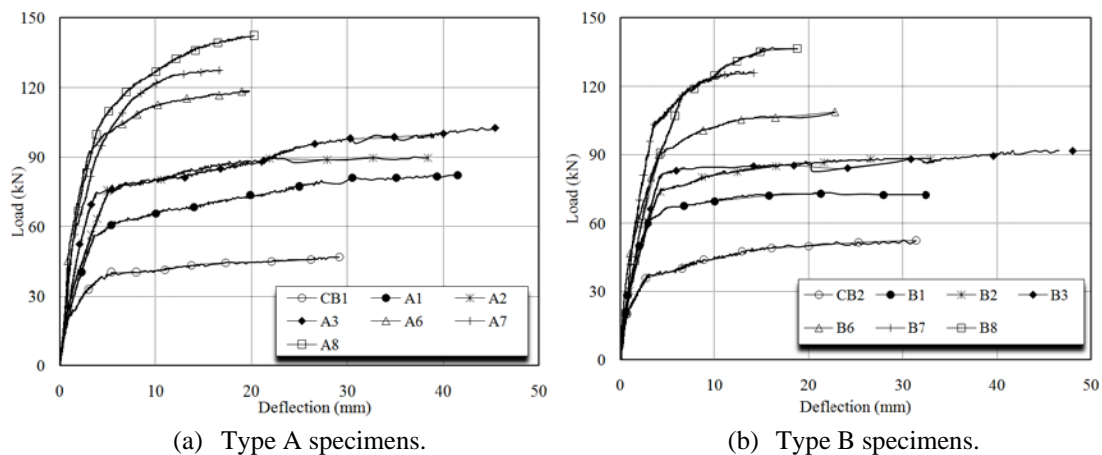 150
120
90
60
30
0
Load (kN)
0 10 20 30 40 50
Deflection (mm)
CB1 A1 A2
A3 A6 A7
A8
(a) Type A specimens.
150
120
90
60
30
0
Load (kN)
0 10 20 30 40 50
Deflection (mm)
CB2 B1 B2 B3
B6 B7 B8
(b) Type B specimens.